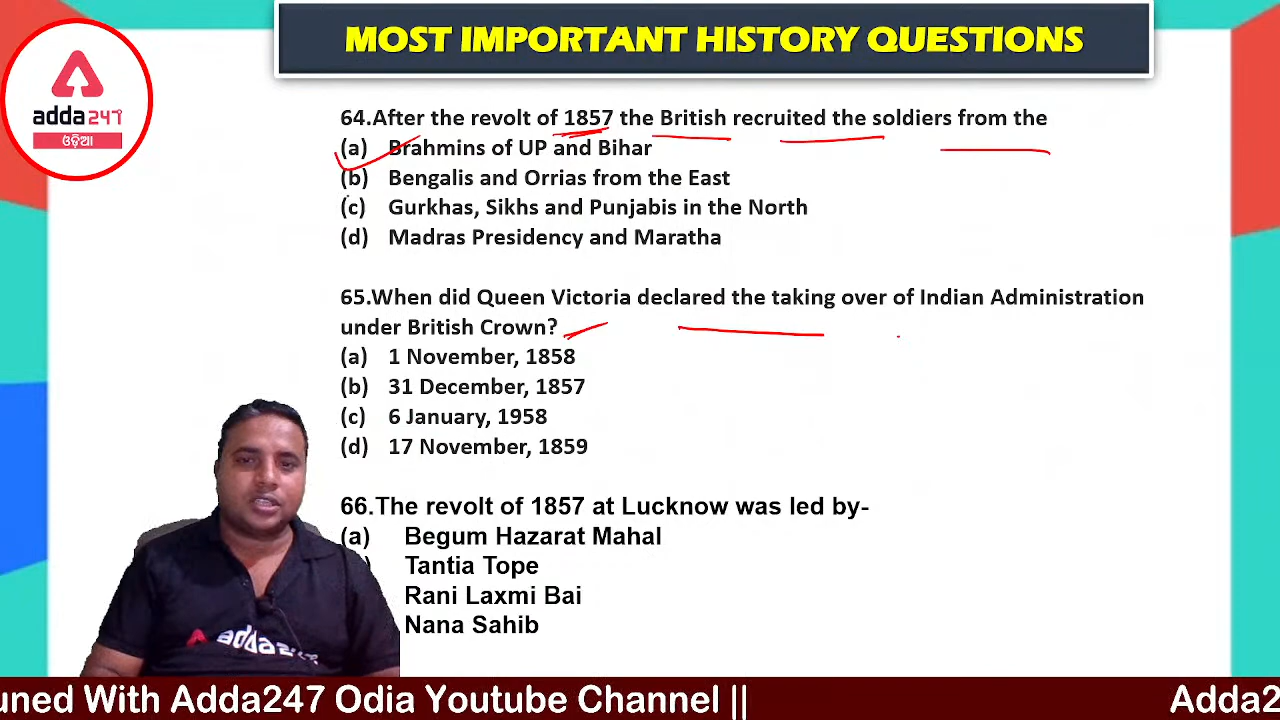 MOST IMPORTANT HISTORY QUESTIONS
adda247
ଓଡ଼ିଆ
64.After the revolt of 1857 the British recruited the soldiers from the
(a) Brahmins of UP and Bihar
(b) Bengalis and Orrias from the East
(c) Gurkhas, Sikhs and Punjabis in the North
(d) Madras Presidency and Maratha
65.When did Queen Victoria declared the taking over of Indian Administration
under British Crown?
(a) 1 November, 1858
(b) 31 December, 1857
(c) 6 January, 1958
(d) 17 November, 1859
66.The revolt of 1857 at Lucknow was led by-
(a) Begum Hazarat Mahal
Tantia Tope
Rani Laxmi Bai
Nana Sahib
adda247
uned With Adda247 Odia Youtube Channel || Adda2